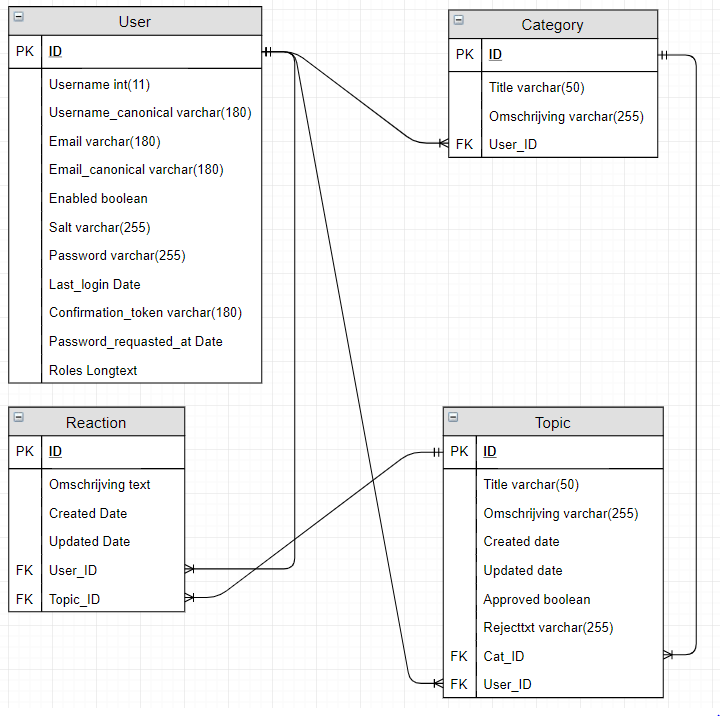 User
PK ID
Username int(11)
Username_canonical varchar(180)
Email varchar(180)
Email_canonical varchar(180)
Enabled boolean
Salt varchar(255)
Password varchar(255)
Last_login Date
Confirmation_token varchar(180)
Password_requasted_at Date
Roles Longtext
Category
PK ID
Title varchar(50)
Omschrijving varchar(255)
FK User_ID
Reaction
PK ID
Omschrijving text
Created Date
Updated Date
FK User_ID
FK Topic_ID
Topic
PK ID
Title varchar(50)
Omschrijving varchar(255)
Created date
Updated date
Approved boolean
Rejecttxt varchar(255)
FK Cat_ID
FK User_ID